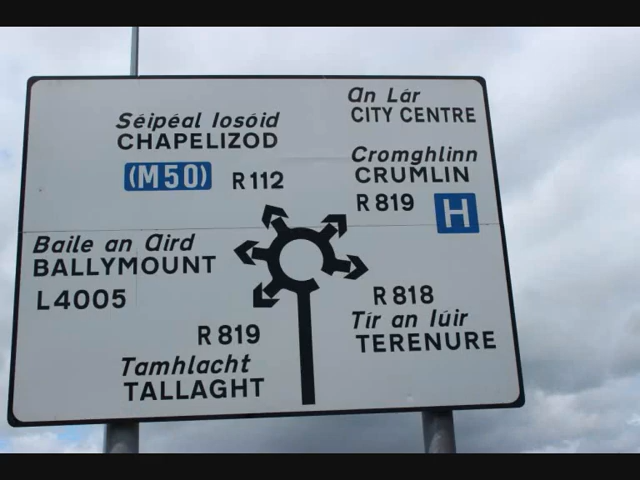 An Lár
CITY CENTRE
Séipéal Iosóid
CHAPELIZOD
(M50) R112
Cromghlinn
CRUMLIN
R819 H
Baile an Aird
BALLYMOUNT
L4005
R818
Tír an Iúir
TERENURE
R819
Tamhlacht
TALLAGHT